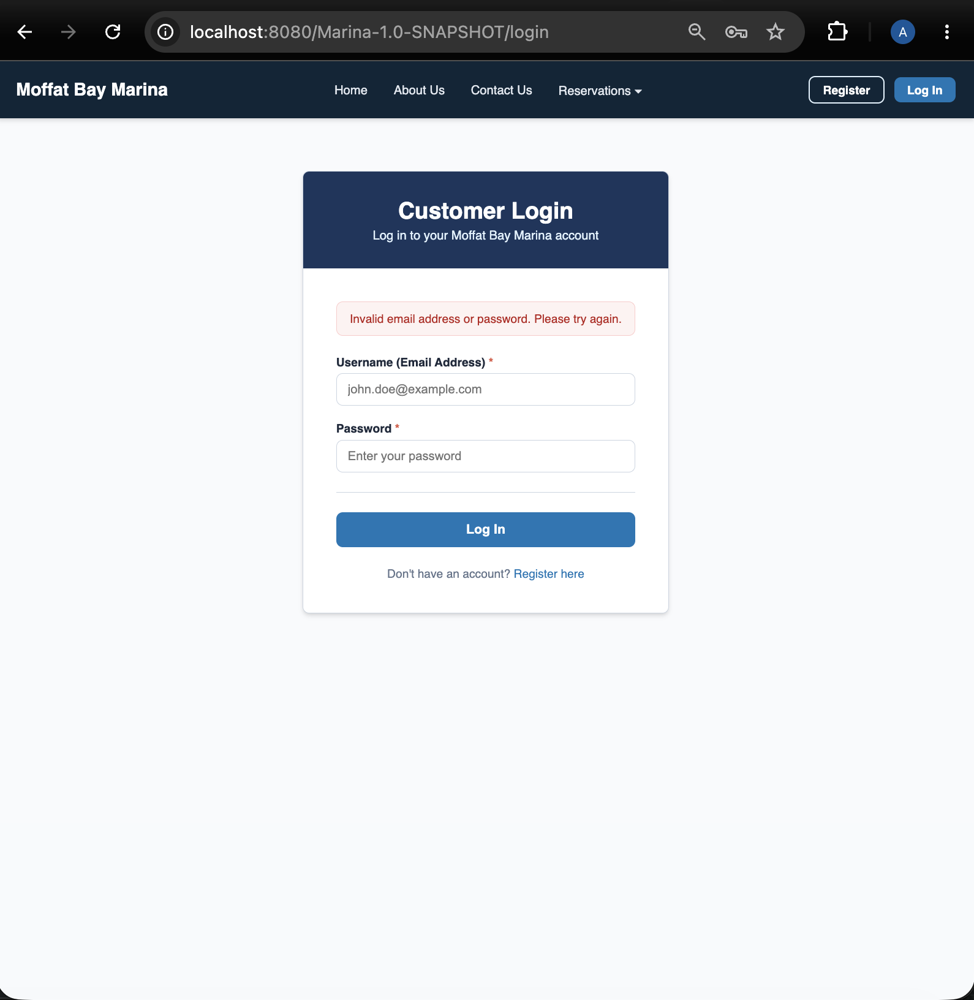 localhost:8080/Marina-1.0-SNAPSHOT/login
A
Moffat Bay Marina
Home
About Us
Contact Us
Reservations
Register
Log In
Customer Login
Log in to your Moffat Bay Marina account
Invalid email address or password. Please try again.
Username (Email Address) *
john.doe@example.com
Password *
Enter your password
Log In
Don't have an account? Register here